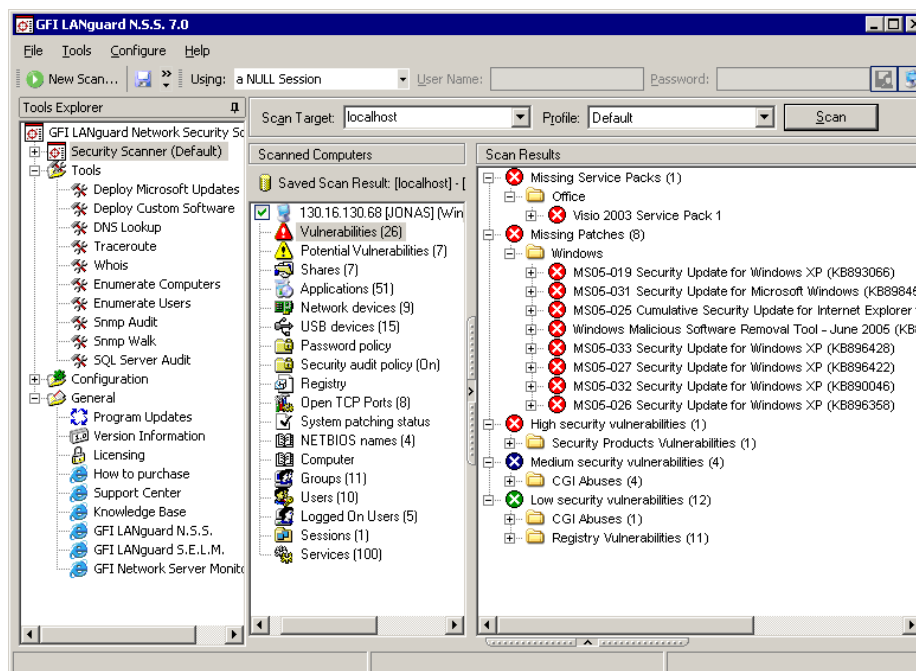 GFI LANguard N.S.S. 7.0
File Tools Configure Help
New Scan... Using: a NULL Session User Name: Password:
Tools Explorer
GFI LANguard Network Security Sc
Security Scanner (Default)
Tools
Deploy Microsoft Updates
Deploy Custom Software
DNS Lookup
Traceroute
Whois
Enumerate Computers
Enumerate Users
Snmp Audit
Snmp Walk
SQL Server Audit
Configuration
General
Program Updates
Version Information
Licensing
How to purchase
Support Center
Knowledge Base
GFI LANguard N.S.S.
GFI LANguard S.E.L.M.
GFI Network Server Monito
Scan Target: localhost Profile: Default Scan
Scanned Computers
Saved Scan Result: [localhost] - [
130.16.130.68 [JONAS] (Win
Vulnerabilities (26)
Potential Vulnerabilities (7)
Shares (7)
Applications (51)
Network devices (9)
USB devices (15)
Password policy
Security audit policy (On)
Registry
Open TCP Ports (8)
System patching status
NETBIOS names (4)
Computer
Groups (11)
Users (10)
Logged On Users (5)
Sessions (1)
Services (100)
Scan Results
Missing Service Packs (1)
Office
Visio 2003 Service Pack 1
Missing Patches (8)
Windows
MS05-019 Security Update for Windows XP (KB893066)
MS05-031 Security Update for Microsoft Windows (KB89846
MS05-025 Cumulative Security Update for Internet Explorer
Windows Malicious Software Removal Tool - June 2005 (KB8
MS05-033 Security Update for Windows XP (KB896428)
MS05-027 Security Update for Windows XP (KB896422)
MS05-032 Security Update for Windows XP (KB890046)
MS05-026 Security Update for Windows XP (KB896358)
High security vulnerabilities (1)
Security Products Vulnerabilities (1)
Medium security vulnerabilities (4)
CGI Abuses (4)
Low security vulnerabilities (12)
CGI Abuses (1)
Registry Vulnerabilities (11)